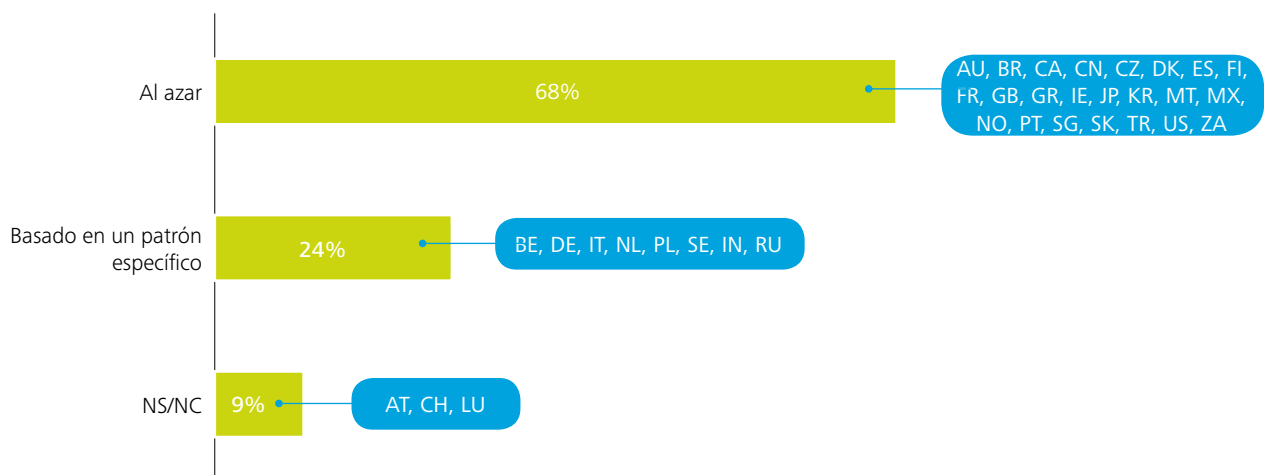 Al azar
68%
AU, BR, CA, CN, CZ, DK, ES, FI,
FR, GB, GR, IE, JP, KR, MT, MX,
NO, PT, SG, SK, TR, US, ZA
Basado en un patrón
específico
24%
BE, DE, IT, NL, PL, SE, IN, RU
NS/NC
9%
AT, CH, LU